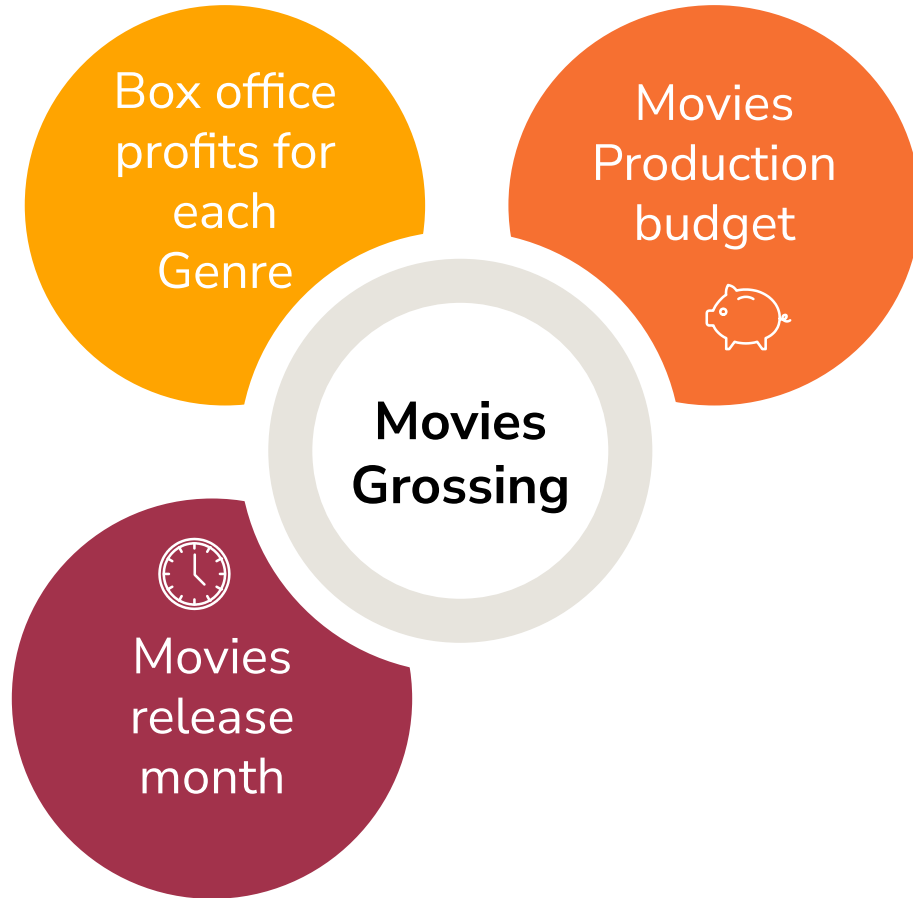 Box office
profits for
each
Genre
Movies
Production
budget
Movies
Grossing
Movies
release
month